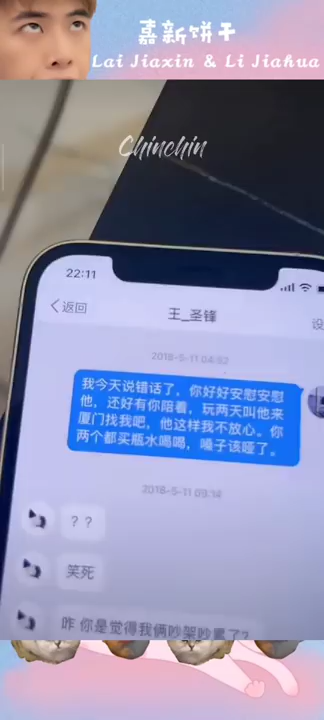 嘉新饼干
Lai Jiaxin & Li Jiahua
Chinchin
22:11
返回
王_圣锋
设
2018-5-11 04:52
我今天说错话了，你好好安慰安慰
他，还好有你陪着，玩两天叫他来
厦门找我吧，他这样我不放心。你
两个都买瓶水喝喝，嗓子该哑了。
2018-5-11 09:14
？？
笑死
咋 你是觉得我俩吵架吵累了?